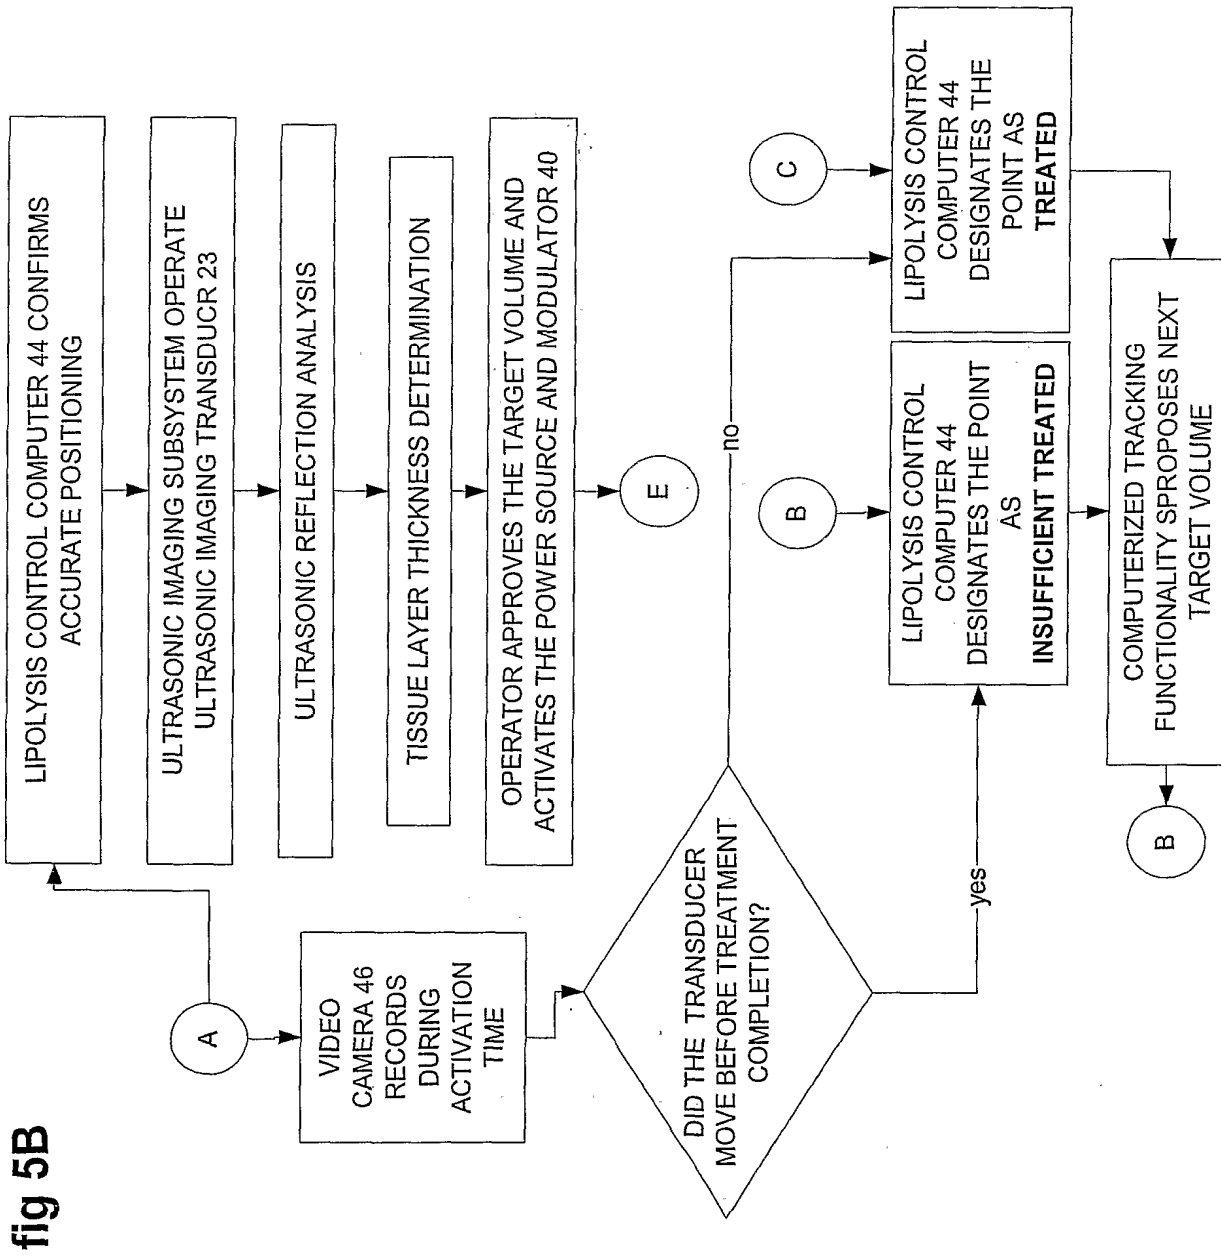 fig 5B
LIPOLYSIS CONTROL COMPUTER 44 CONFIRMS
ACCURATE POSITIONING
ULTRASONIC IMAGING SUBSYSTEM OPERATE
ULTRASONIC IMAGING TRANSDUCR 23
ULTRASONIC REFLECTION ANALYSIS
TISSUE LAYER THICKNESS DETERMINATION
OPERATOR APPROVES THE TARGET VOLUME AND
ACTIVATES THE POWER SOURCE AND MODULATOR 40
E
A
VIDEO
CAMERA 46
RECORDS
DURING
ACTIVATION
TIME
DID THE TRANSDUCER
MOVE BEFORE TREATMENT
COMPLETION?
no
yes
B
C
LIPOLYSIS CONTROL
COMPUTER 44
DESIGNATES THE POINT
AS
INSUFFICIENT TREATED
LIPOLYSIS CONTROL
COMPUTER 44
DESIGNATES THE
POINT AS
TREATED
COMPUTERIZED TRACKING
FUNCTIONALITY SPROPOSES NEXT
TARGET VOLUME
B